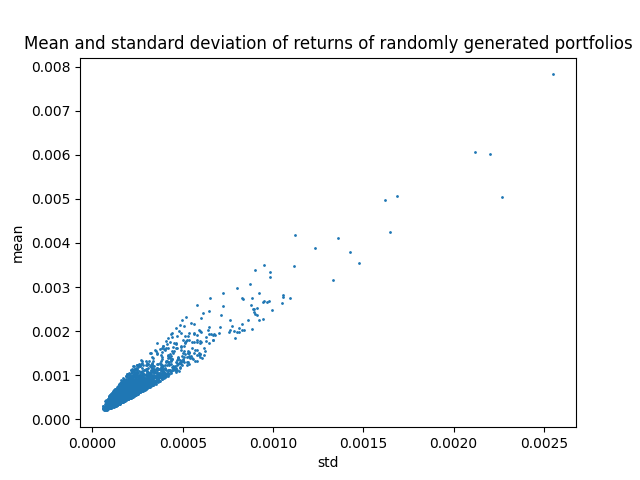 Mean and standard deviation of returns of randomly generated portfolios
0.008
0.007
0.006
0.005
0.004
0.003
0.002
0.001
0.000
mean
0.0000 0.0005 0.0010 0.0015 0.0020 0.0025
std